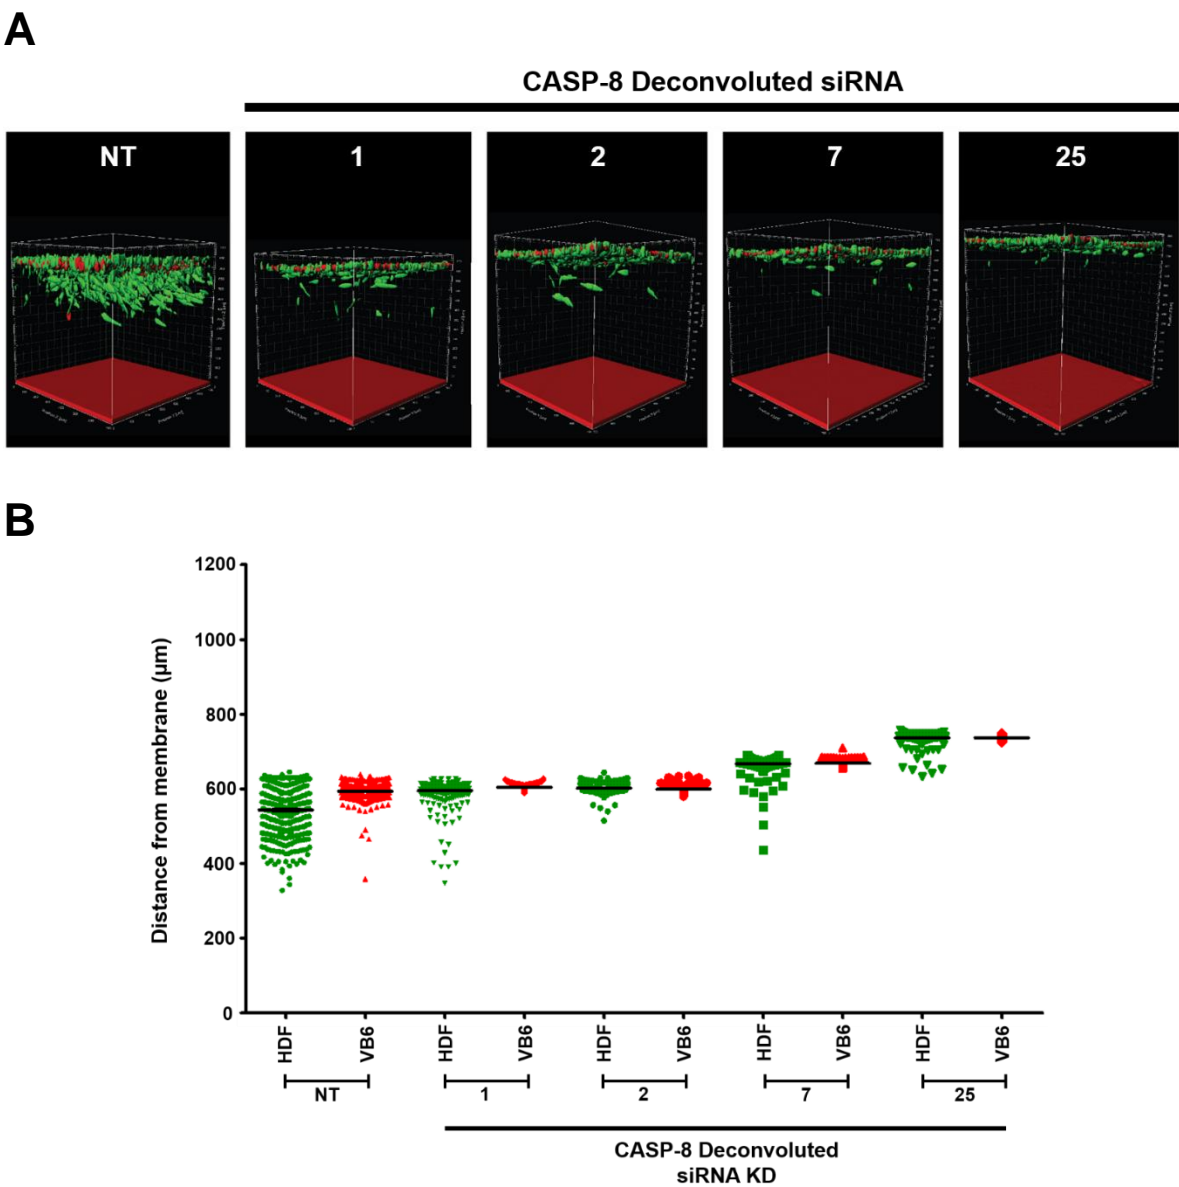 A
CASP-8 Deconvoluted siRNA
NT
1
2
7
25
B
Distance from membrane (μm)
1200
1000
800
600
400
200
0
HDF
VB6
HDF
VB6
HDF
VB6
HDF
VB6
HDF
VB6
NT
1
2
7
25
CASP-8 Deconvoluted
siRNA KD